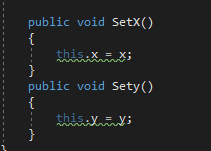 public void SetX()
{
this.x = x;
}
public void Sety()
{
this.y = y;
}